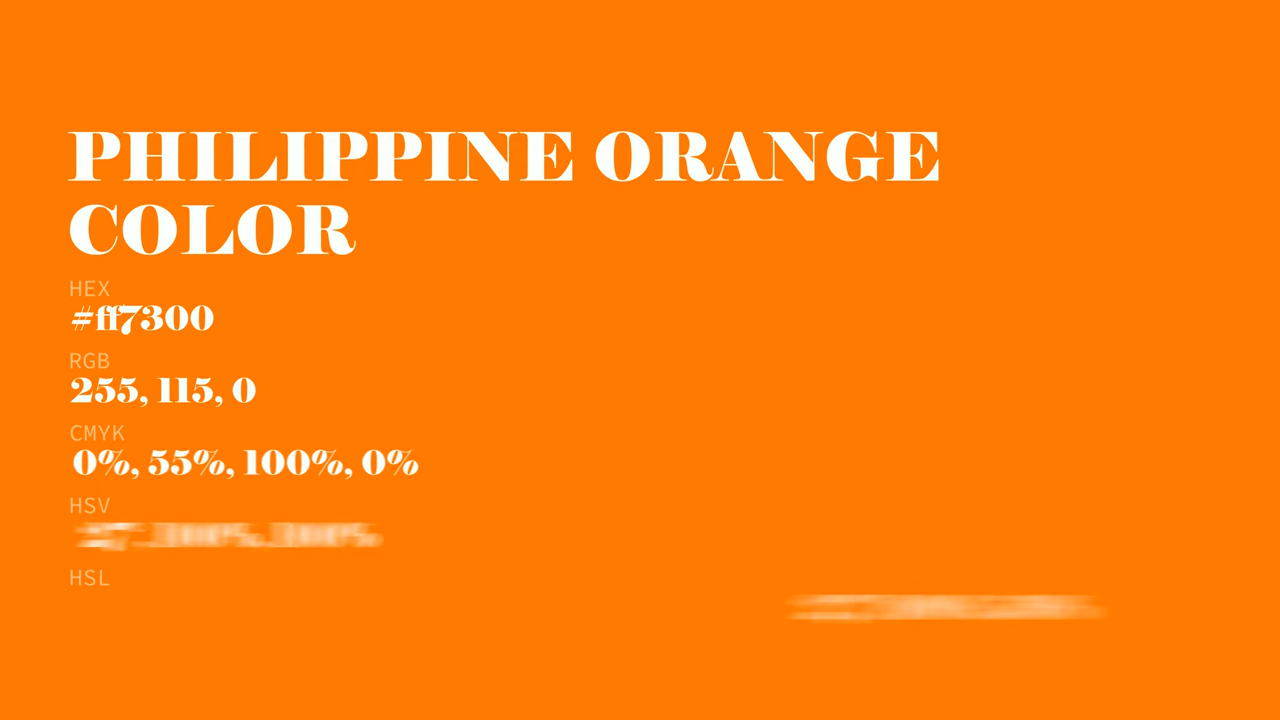 PHILIPPINE ORANGE
COLOR
HEX
#ff7300
RGB
255, 115, 0
CMYK
0%, 55%, 100%, 0%
HSV
HSL